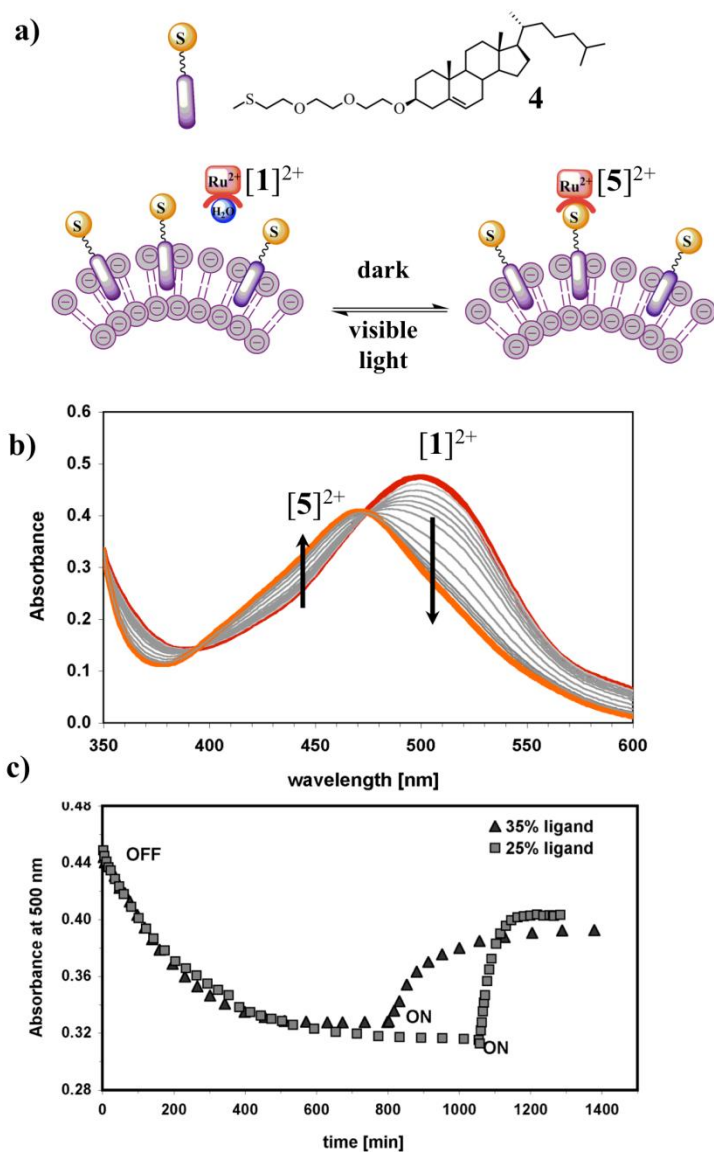 a)
S
S
O
O
O
4
Ru2+ [1]2+
H2O
S
S
S
dark
visible
light
Ru2+ [5]2+
S
S
S
b)
[1]2+
[5]2+
Absorbance
0.6
0.5
0.4
0.3
0.2
0.1
0.0
350 400 450 500 550 600
wavelength [nm]
c)
Absorbance at 500 nm
0.48
0.44
0.40
0.36
0.32
0.28
OFF
▲ 35% ligand
■ 25% ligand
ON
ON
0 200 400 600 800 1000 1200 1400
time [min]